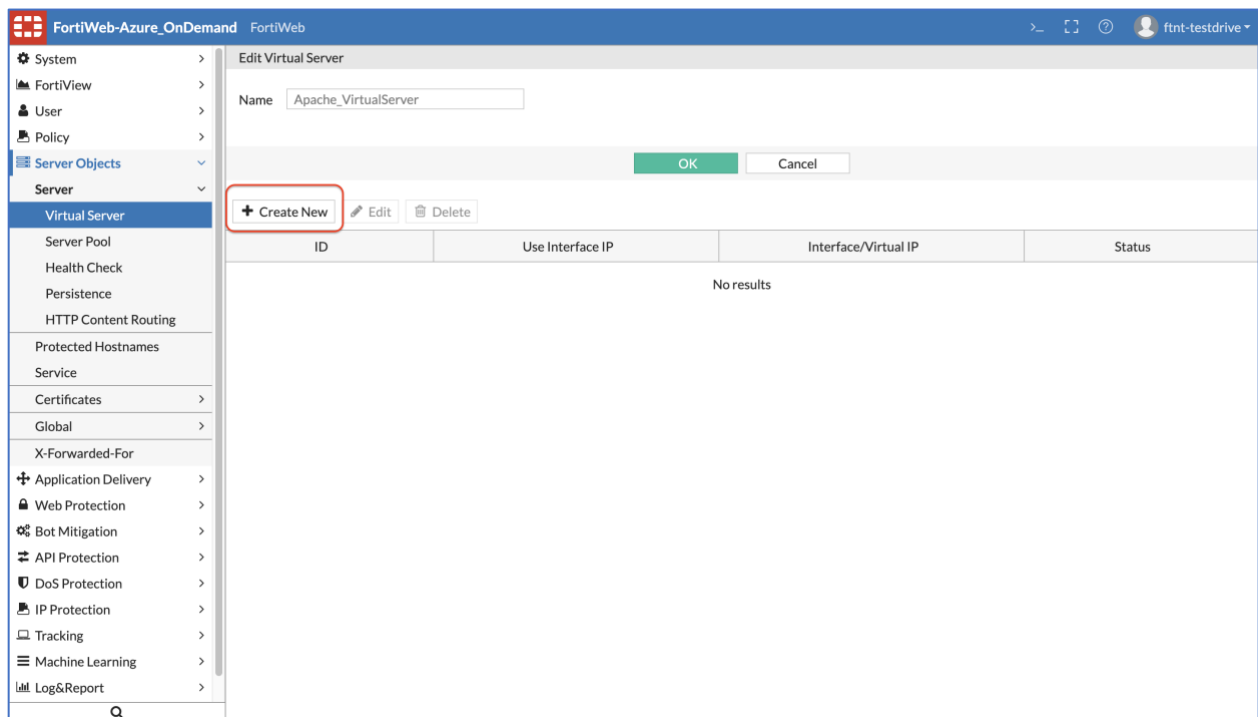 FortiWeb-Azure_OnDemand FortiWeb
>_ ftnt-testdrive
System
FortiView
User
Policy
Server Objects
Server
Virtual Server
Server Pool
Health Check
Persistence
HTTP Content Routing
Protected Hostnames
Service
Certificates
Global
X-Forwarded-For
Application Delivery
Web Protection
Bot Mitigation
API Protection
DoS Protection
IP Protection
Tracking
Machine Learning
Log&Report
Edit Virtual Server
Name Apache_VirtualServer
OK Cancel
+ Create New Edit Delete
ID Use Interface IP Interface/Virtual IP Status
No results